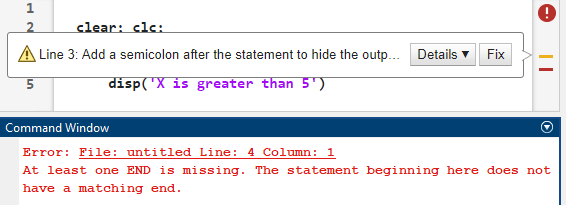 1
2 clear; clc;
Line 3: Add a semicolon after the statement to hide the outp... Details ▼ Fix
5 disp('X is greater than 5')
Command Window
Error: File: untitled Line: 4 Column: 1
At least one END is missing. The statement beginning here does not
have a matching end.